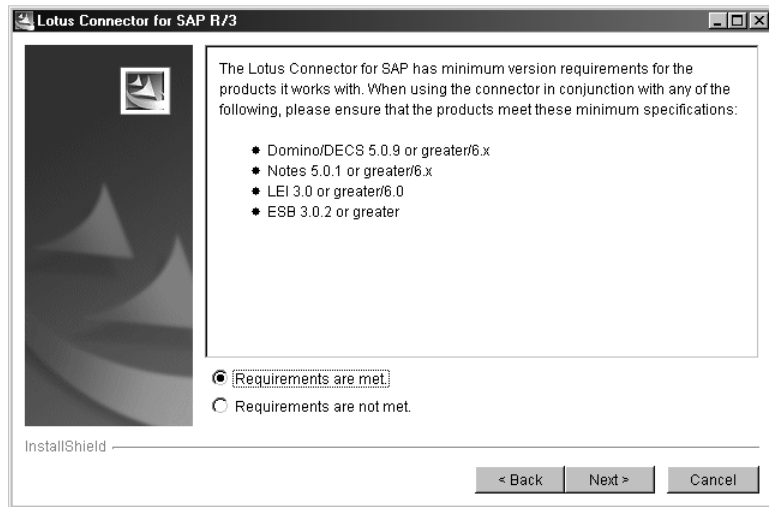 Lotus Connector for SAP R/3
The Lotus Connector for SAP has minimum version requirements for the
products it works with. When using the connector in conjunction with any of the
following, please ensure that the products meet these minimum specifications:
Domino/DECS 5.0.9 or greater/6.x
Notes 5.0.1 or greater/6.x
LEI 3.0 or greater/6.0
ESB 3.0.2 or greater
Requirements are met.
Requirements are not met.
InstallShield
< Back Next > Cancel